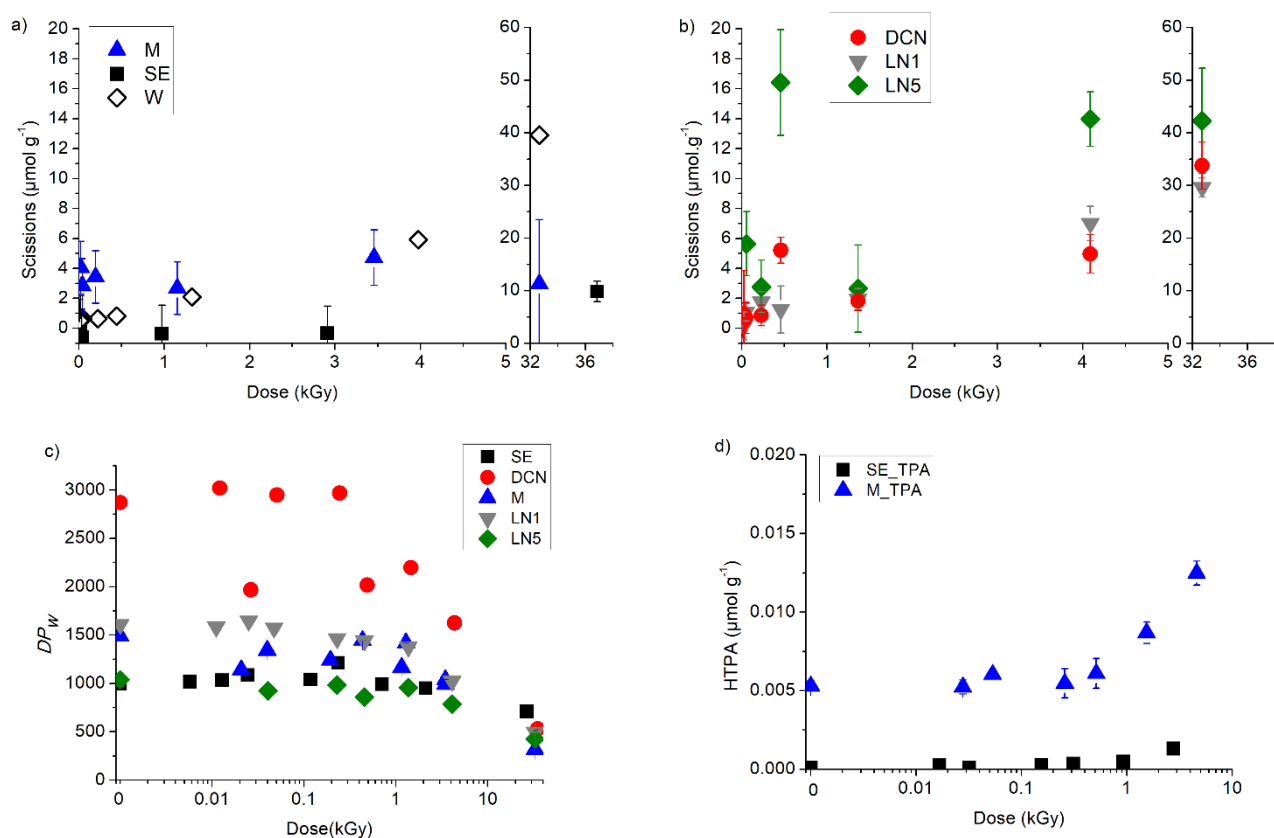 a)
M
SE
W
Scissions (µmol g⁻¹)
20
18
16
14
12
10
8
6
4
2
0
60
50
40
30
20
10
0
0 1 2 3 4 5 36
Dose (kGy)
b)
DCN
LN1
LN5
Scissions (µmol.g⁻¹)
20
18
16
14
12
10
8
6
4
2
0
60
50
40
30
20
10
0
0 1 2 3 4 5 32 36
Dose (kGy)
c)
SE
DCN
M
LN1
LN5
DPw
3000
2500
2000
1500
1000
500
0
0 0.01 0.1 1 10
Dose(kGy)
d)
SE_TPA
M_TPA
HTPA (µmol g⁻¹)
0.020
0.015
0.010
0.005
0.000
0 0.01 0.1 1 10
Dose (kGy)